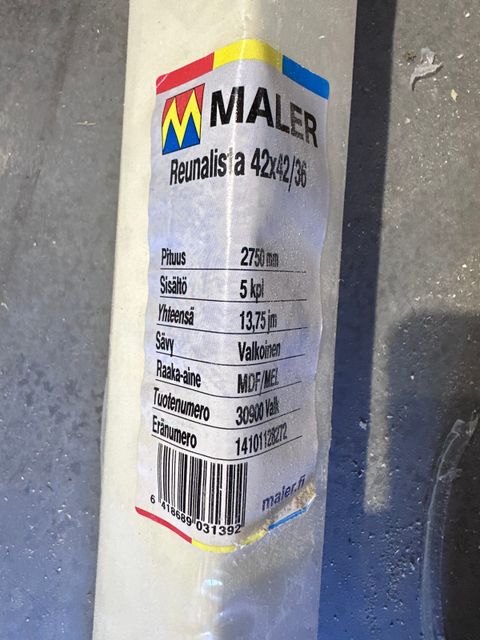 MALER
Reunalista 42x42/36
Pituus 2750 mm
Sisältö 5 kpl
Yhteensä 13,75 jm
Sävy Valkoinen
Raaka-aine MDF/MEL
Tuotenumero 30900 Valk
Eränumero 14101128272
6 418689 031392
maler.fi